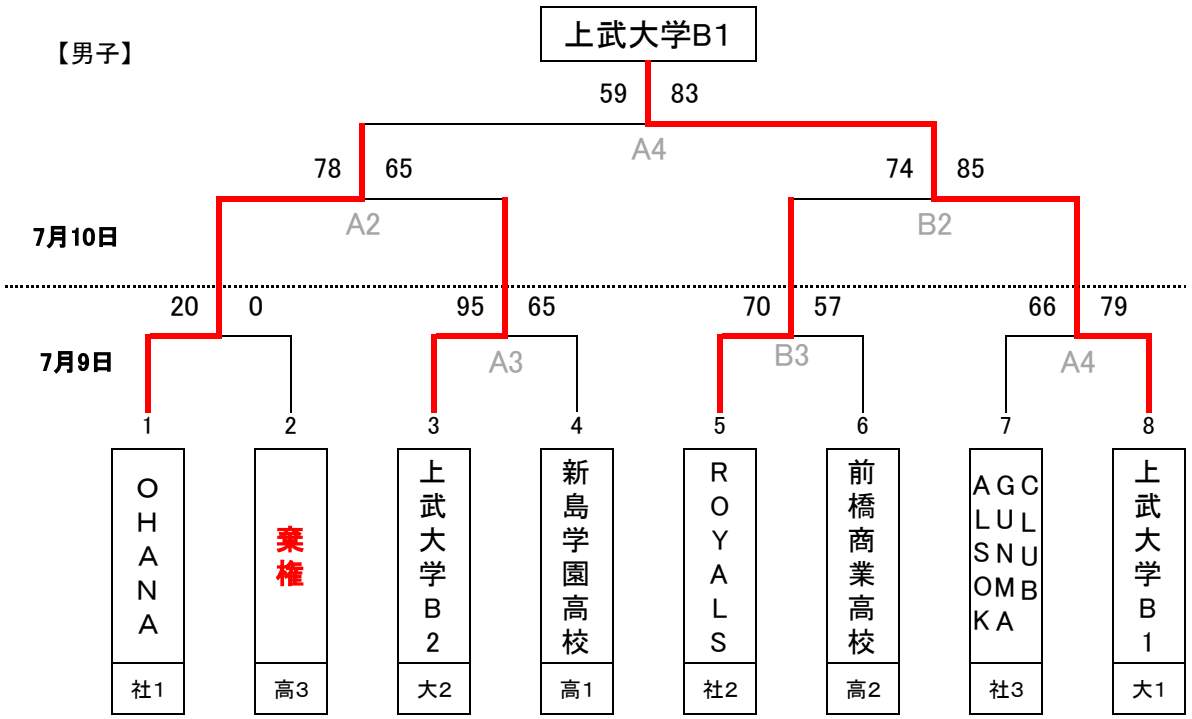 上武大学B1
【男子】
59 83
A4
78 65
74 85
A2
B2
7月10日
20 0
95 65
70 57
66 79
7月9日
A3
B3
A4
1 2 3 4 5 6 7 8
OHANA
棄権
上武大学B2
新島学園高校
ROYALS
前橋商業高校
ALSOK
GUNMA
CLUB
上武大学B1
社1 高3 大2 高1 社2 高2 社3 大1